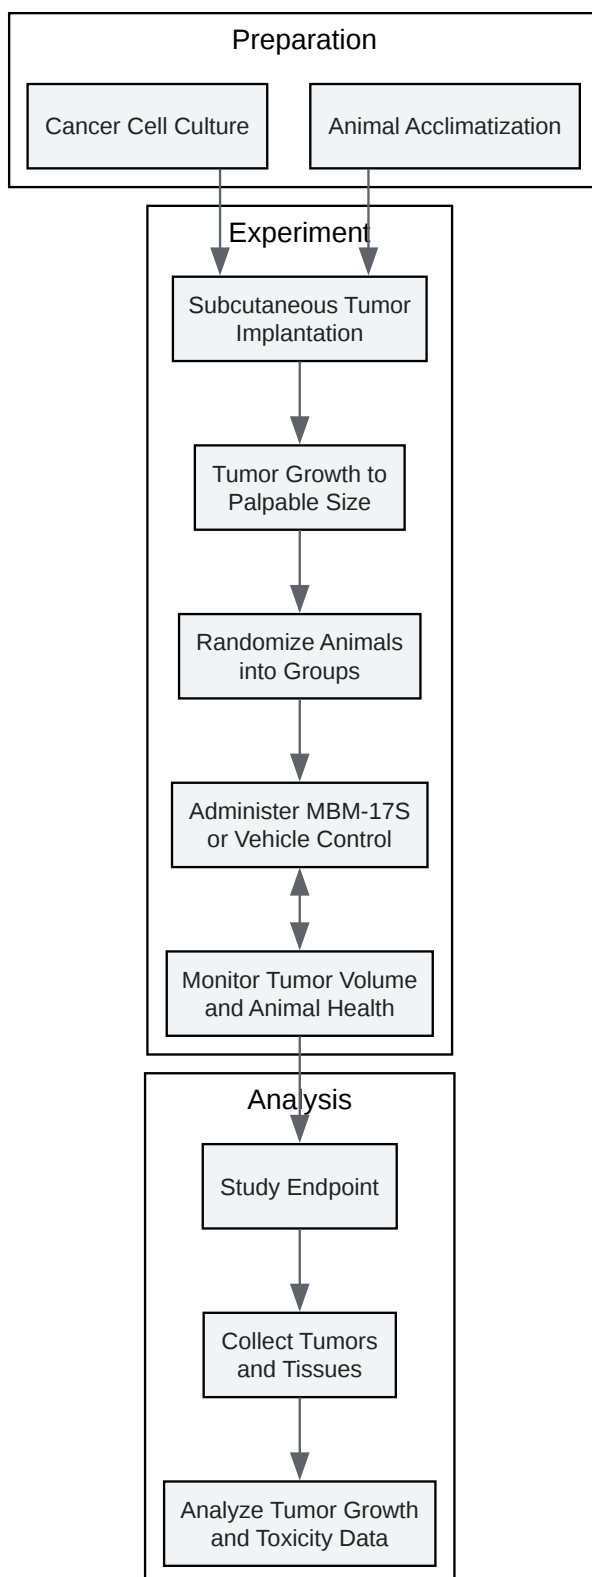 Preparation
Cancer Cell Culture
Animal Acclimatization
Experiment
Subcutaneous Tumor
Implantation
Tumor Growth to
Palpable Size
Randomize Animals
into Groups
Administer MBM-17S
or Vehicle Control
Monitor Tumor Volume
and Animal Health
Analysis
Study Endpoint
Collect Tumors
and Tissues
Analyze Tumor Growth
and Toxicity Data